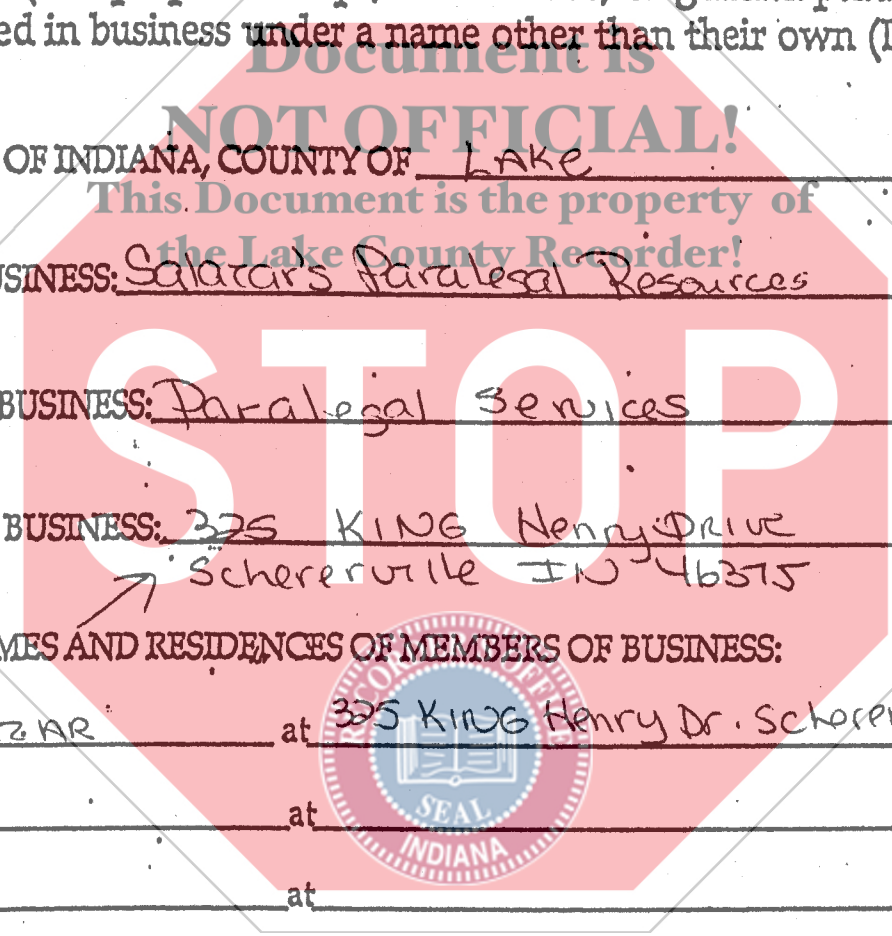 ed in business under a name other than their own (I
Document is
NOT OFFICIAL!
OF INDIANA, COUNTY OF LAKE
This Document is the property of
the Lake County Recorder!
USINESS: Salazar's Paralegal Resources
BUSINESS: Paralegal Services
STOP
BUSINESS: 325 KING Henry DRIVE
Schererville IN 46375
MES AND RESIDENCES OF MEMBERS OF BUSINESS:
ZAR at 325 KING Henry Dr. Scherer
at
at
RECORDER'S OFFICE
SEAL
INDIANA